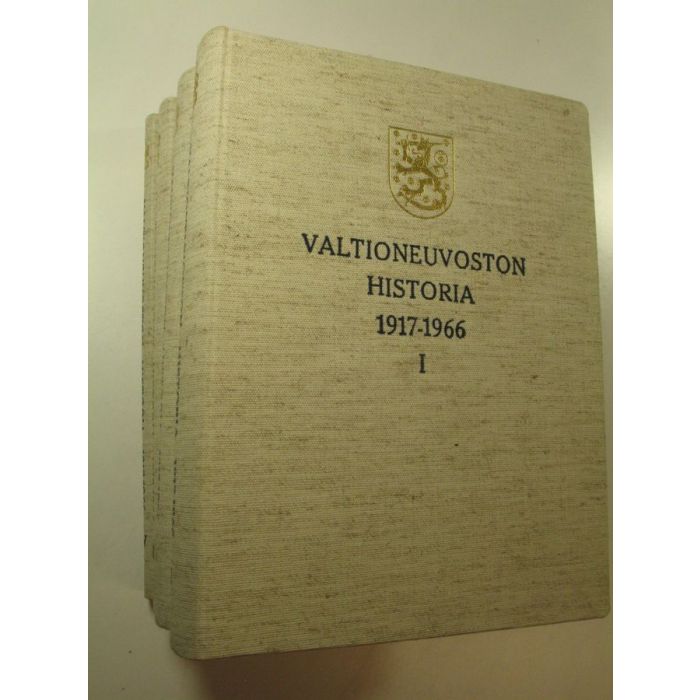 VALTIONEUVOSTON
HISTORIA
1917-1966
I